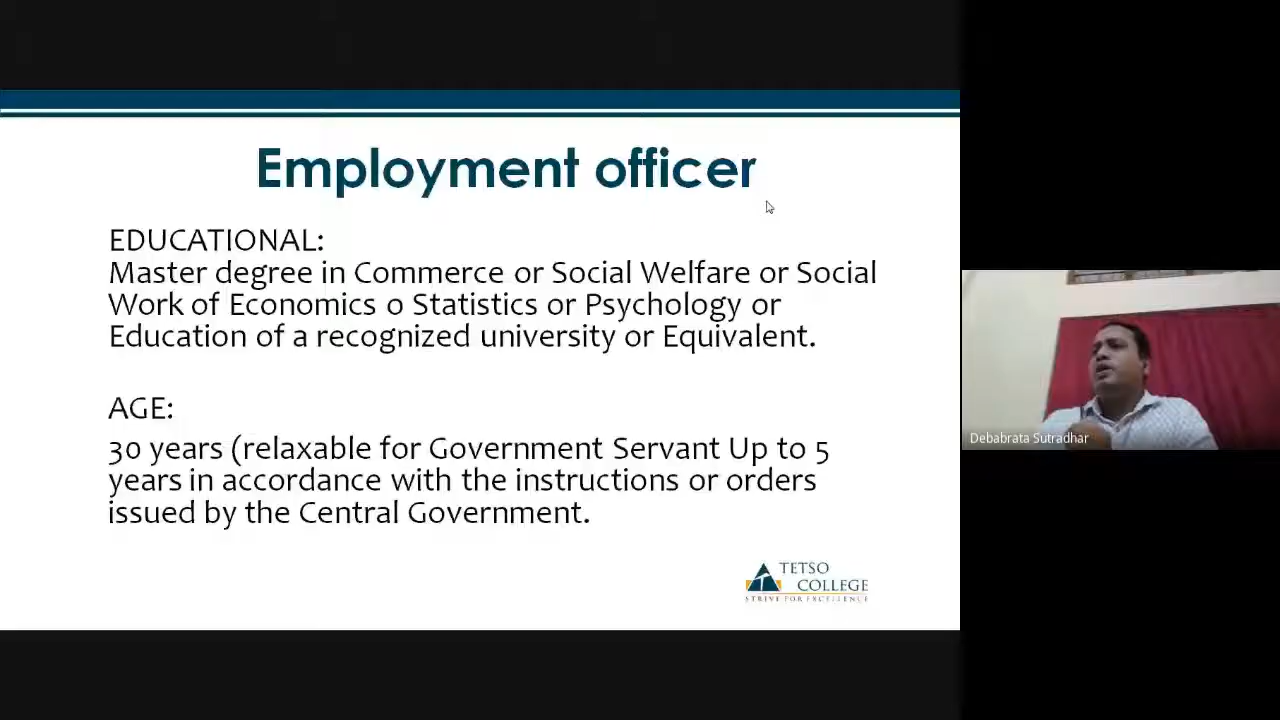 Employment officer
EDUCATIONAL:
Master degree in Commerce or Social Welfare or Social
Work of Economics o Statistics or Psychology or
Education of a recognized university or Equivalent.
AGE:
30 years (relaxable for Government Servant Up to 5
years in accordance with the instructions or orders
issued by the Central Government.
TETSO
COLLEGE
STRIVE FOR EXCELLENCE
Debabrata Sutradhar